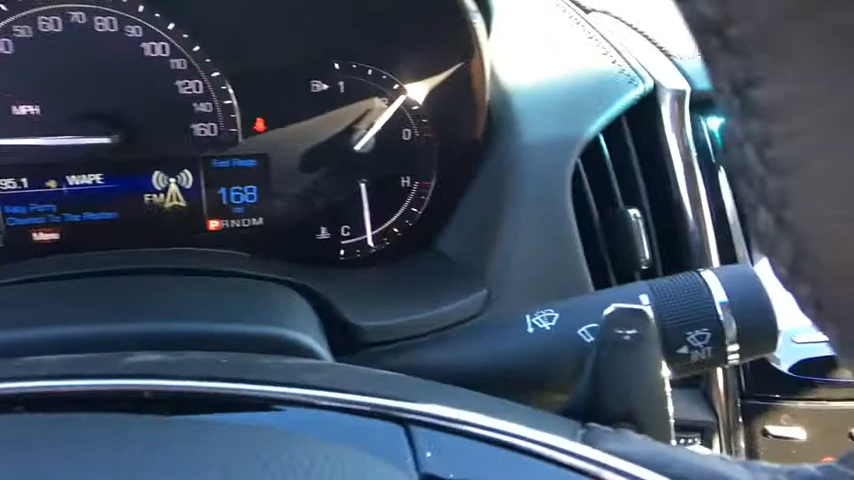 50 60 70 80 90 100 120 140 160
MPH
1 0
95.1 WAPE FM
Fuel Range
168
Katy Perry
Chained To The Rhythm
Menu
PRNDM
C H
INT